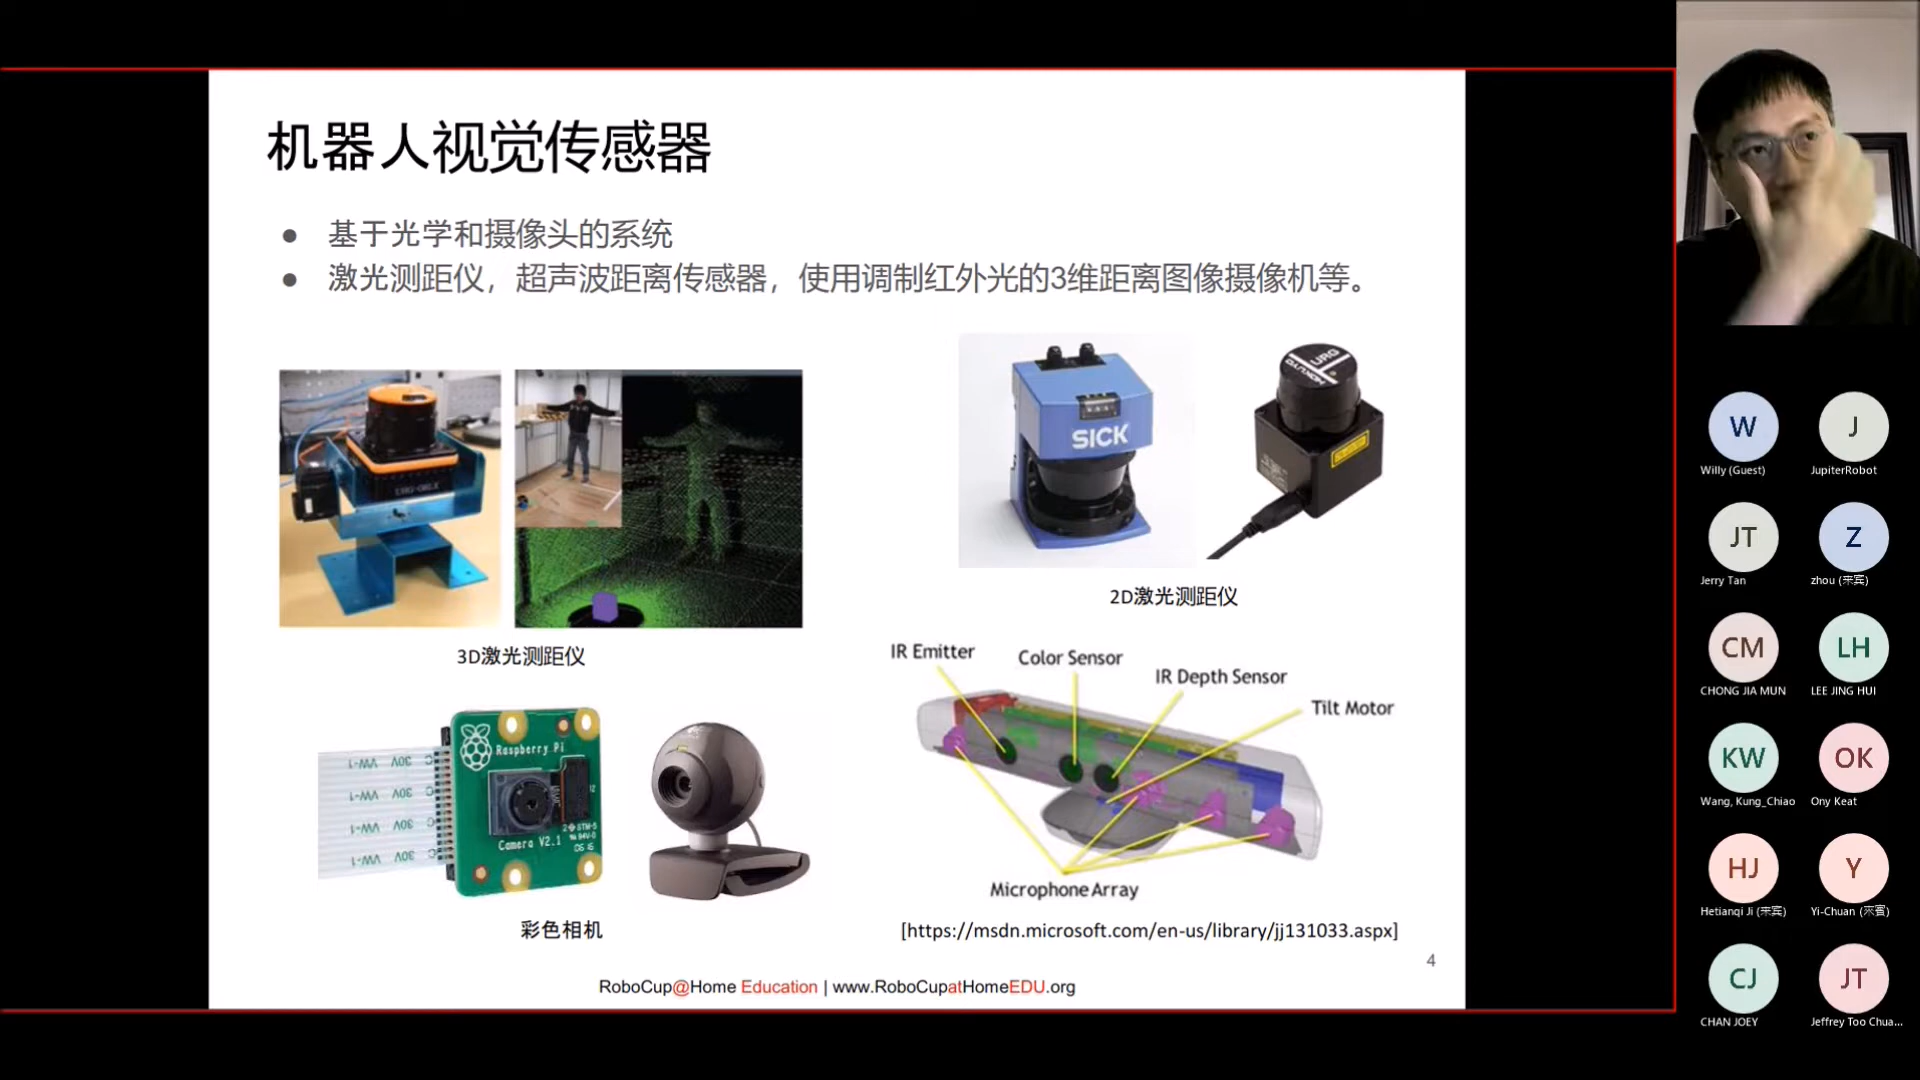 机器人视觉传感器
● 基于光学和摄像头的系统
● 激光测距仪，超声波距离传感器，使用调制红外光的3维距离图像摄像机等。
SICK
URG
HOKUYO
3D激光测距仪
2D激光测距仪
IR Emitter
Color Sensor
IR Depth Sensor
Tilt Motor
Microphone Array
Raspberry Pi
Camera V2.1
彩色相机
[https://msdn.microsoft.com/en-us/library/jj131033.aspx]
4
RoboCup@Home Education | www.RoboCupatHomeEDU.org
W
J
Willy (Guest)
JupiterRobot
JT
Z
Jerry Tan
zhou (来宾)
CM
LH
CHONG JIA MUN
LEE JING HUI
KW
OK
Wang, Kung_Chiao
Ony Keat
HJ
Y
Hetianqi Ji (来宾)
Yi-Chuan (來賓)
CJ
JT
CHAN JOEY
Jeffrey Too Chua...